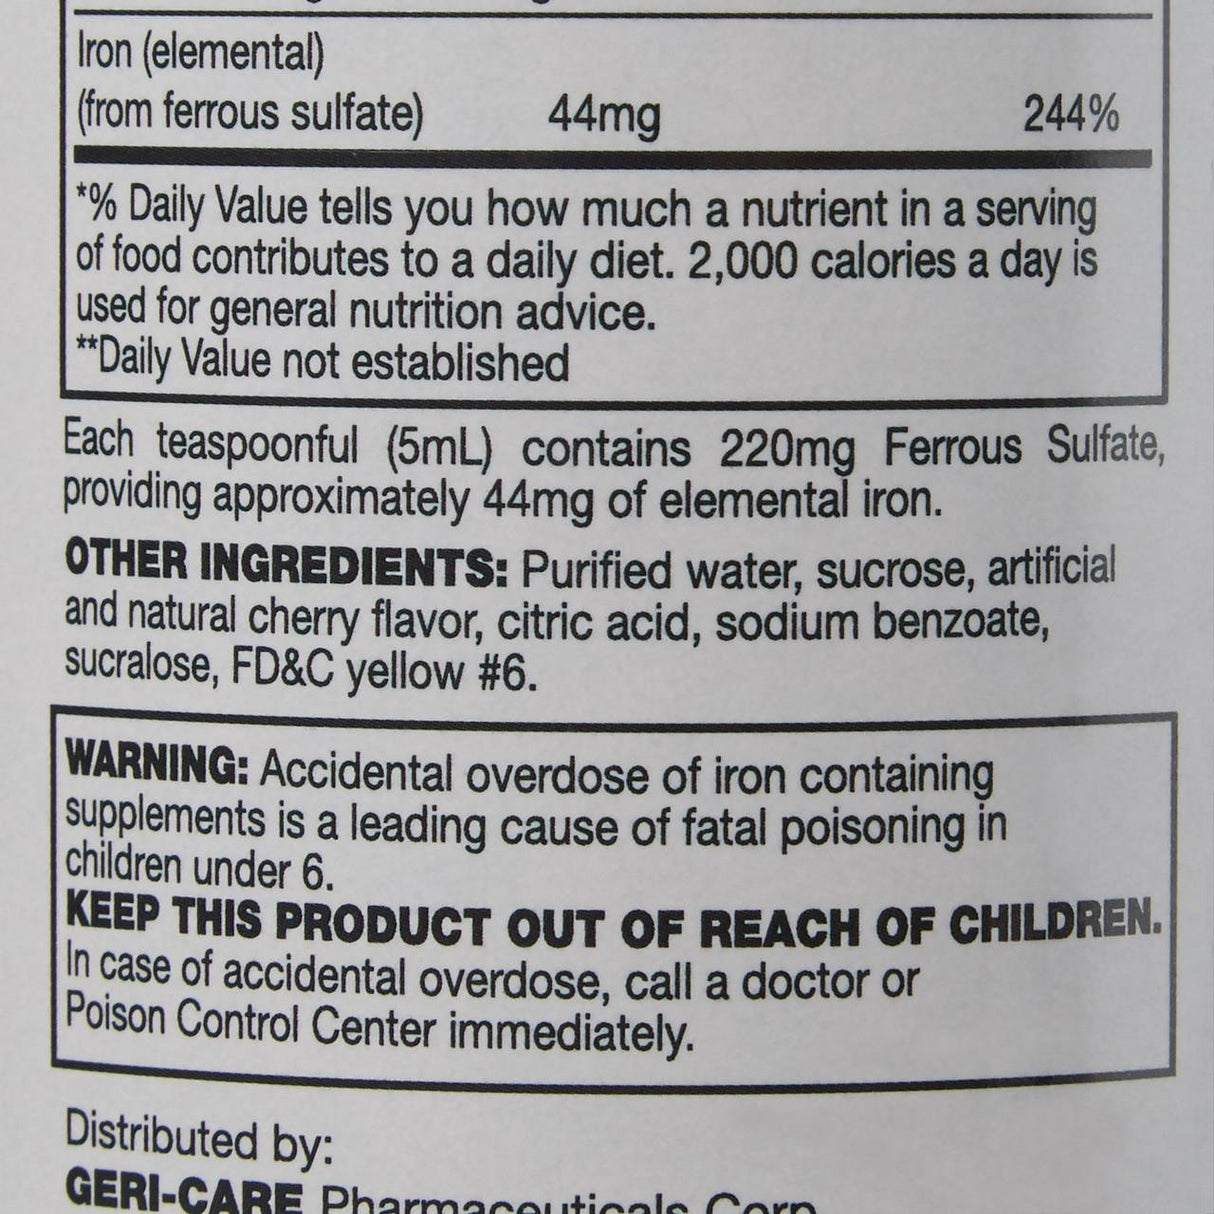 Iron (elemental)
(from ferrous sulfate) 44mg 244%
*% Daily Value tells you how much a nutrient in a serving
of food contributes to a daily diet. 2,000 calories a day is
used for general nutrition advice.
**Daily Value not established
Each teaspoonful (5mL) contains 220mg Ferrous Sulfate,
providing approximately 44mg of elemental iron.
OTHER INGREDIENTS: Purified water, sucrose, artificial
and natural cherry flavor, citric acid, sodium benzoate,
sucralose, FD&C yellow #6.
WARNING: Accidental overdose of iron containing
supplements is a leading cause of fatal poisoning in
children under 6.
KEEP THIS PRODUCT OUT OF REACH OF CHILDREN.
In case of accidental overdose, call a doctor or
Poison Control Center immediately.
Distributed by:
GERI-CARE Pharmaceuticals Corp